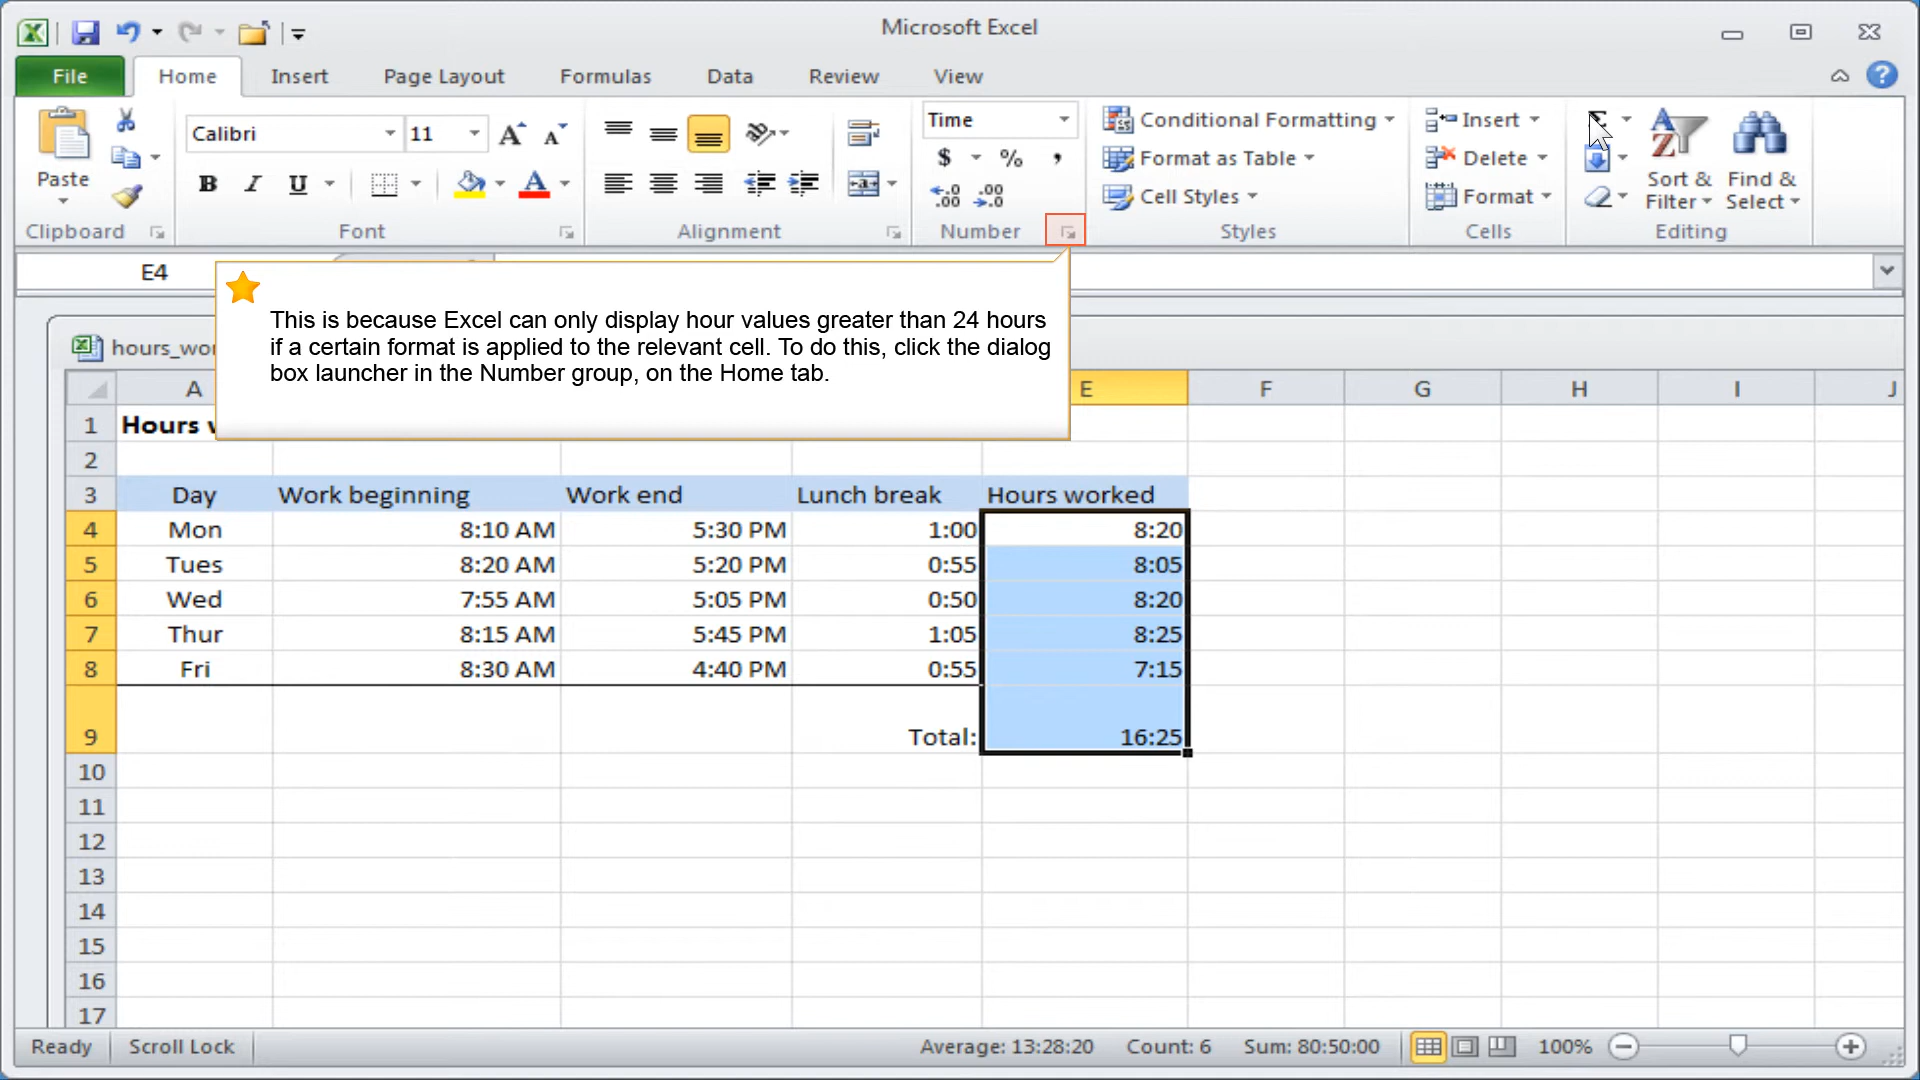 Microsoft Excel
File Home Insert Page Layout Formulas Data Review View
Paste
Clipboard
Calibri 11
B I U
Font
Alignment
Time
$ % ,
Number
Conditional Formatting
Format as Table
Cell Styles
Styles
Insert
Delete
Format
Cells
Sort & Filter
Find & Select
Editing
E4
This is because Excel can only display hour values greater than 24 hours
if a certain format is applied to the relevant cell. To do this, click the dialog
box launcher in the Number group, on the Home tab.
A E F G H I J
1 Hours
2
3 Day Work beginning Work end Lunch break Hours worked
4 Mon 8:10 AM 5:30 PM 1:00 8:20
5 Tues 8:20 AM 5:20 PM 0:55 8:05
6 Wed 7:55 AM 5:05 PM 0:50 8:20
7 Thur 8:15 AM 5:45 PM 1:05 8:25
8 Fri 8:30 AM 4:40 PM 0:55 7:15
9 Total: 16:25
10
11
12
13
14
15
16
17
Ready Scroll Lock Average: 13:28:20 Count: 6 Sum: 80:50:00 100%